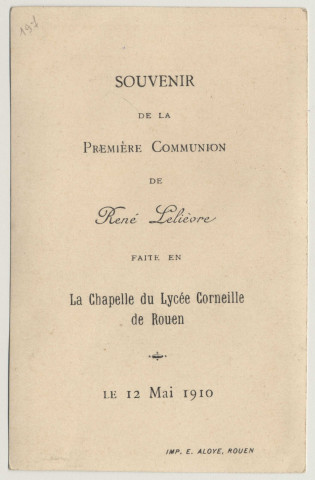 197
SOUVENIR
DE LA
PREMIÈRE COMMUNION
DE
René Lelièvre
FAITE EN
La Chapelle du Lycée Corneille
de Rouen
LE 12 Mai 1910
IMP. E. ALOYE, ROUEN